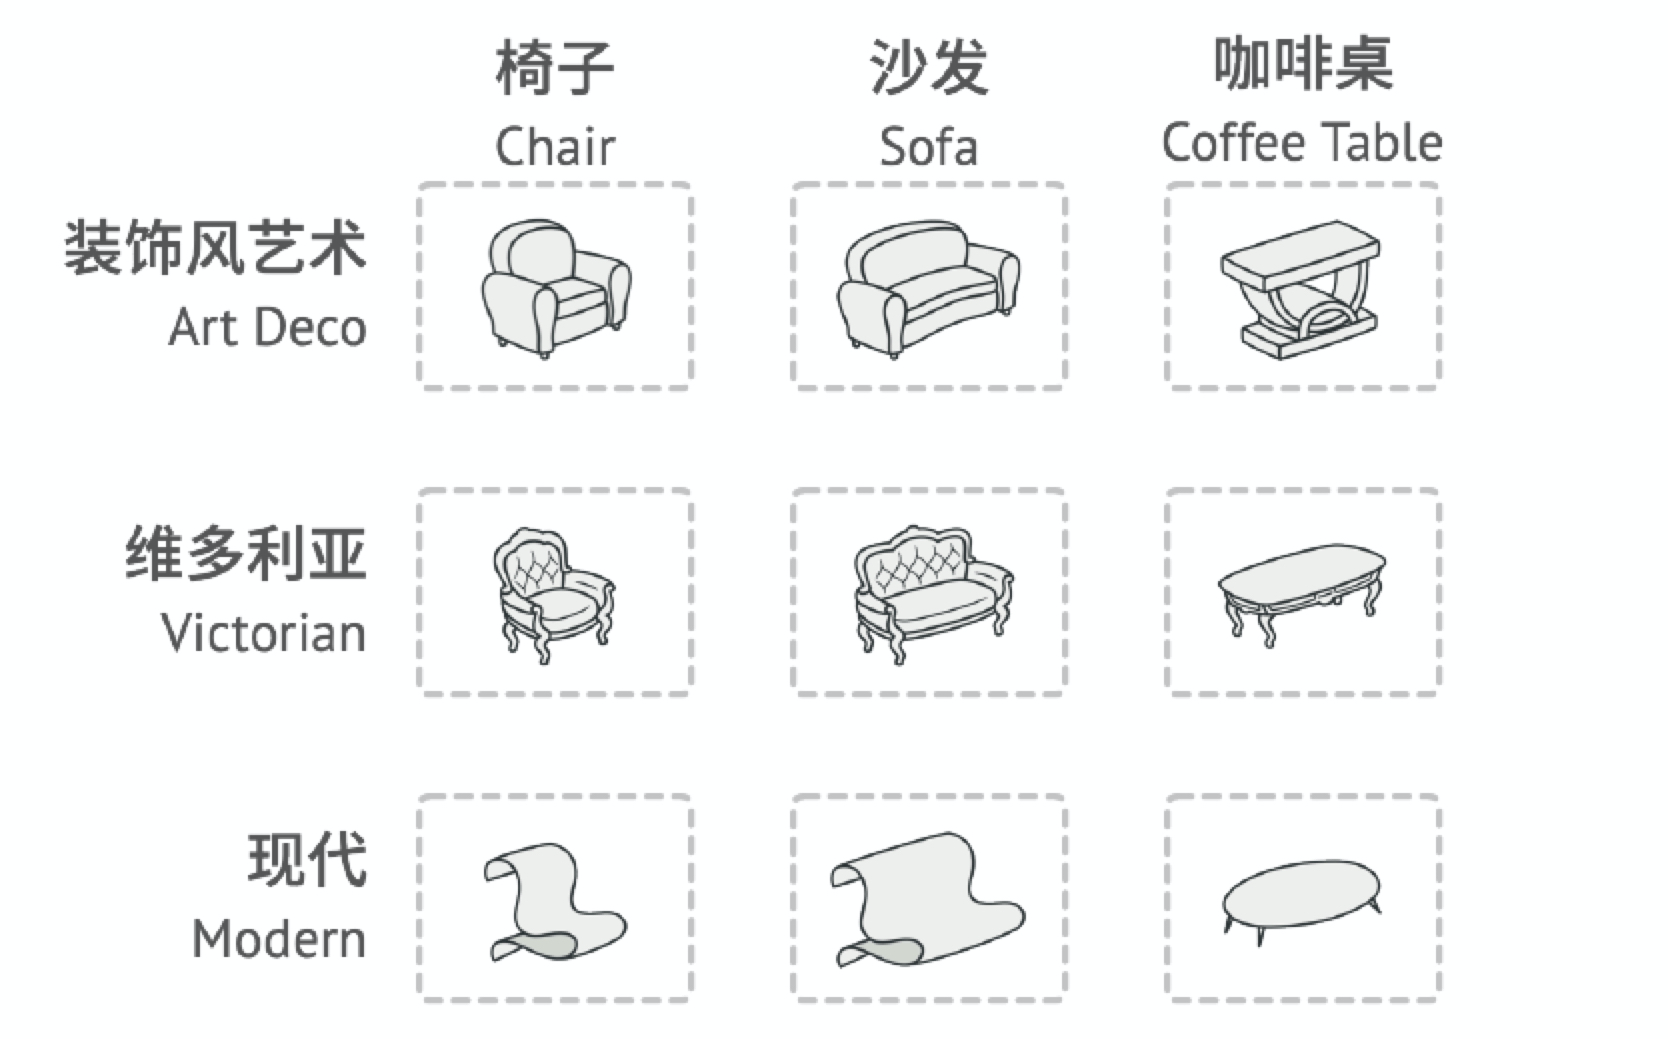 椅子
Chair
沙发
Sofa
咖啡桌
Coffee Table
装饰风艺术
Art Deco
维多利亚
Victorian
现代
Modern